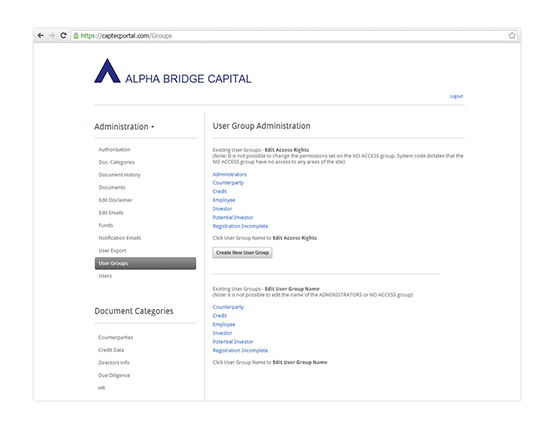 https://captecportal.com/Groups
ALPHA BRIDGE CAPITAL
Logout
Administration
Authorisation
Doc. Categories
Document History
Documents
Edit Disclaimer
Edit Emails
Funds
Notification Emails
User Export
User Groups
Users
Document Categories
Counterparties
Credit Data
Directors info
Due Diligence
HR
User Group Administration
Existing User Groups - Edit Access Rights
(Note: It is not possible to change the permissions set on the NO ACCESS group. System code dictates that the
NO ACCESS group have no access to any areas of the site)
Administrators
Counterparty
Credit
Employee
Investor
Potential Investor
Registration Incomplete
Click User Group Name to Edit Access Rights
Create New User Group
Existing User Groups - Edit User Group Name
(Note: it is not possible to edit the name of the ADMINISTRATORS or NO ACCESS group)
Counterparty
Credit
Employee
Investor
Potential Investor
Registration Incomplete
Click User Group Name to Edit User Group Name